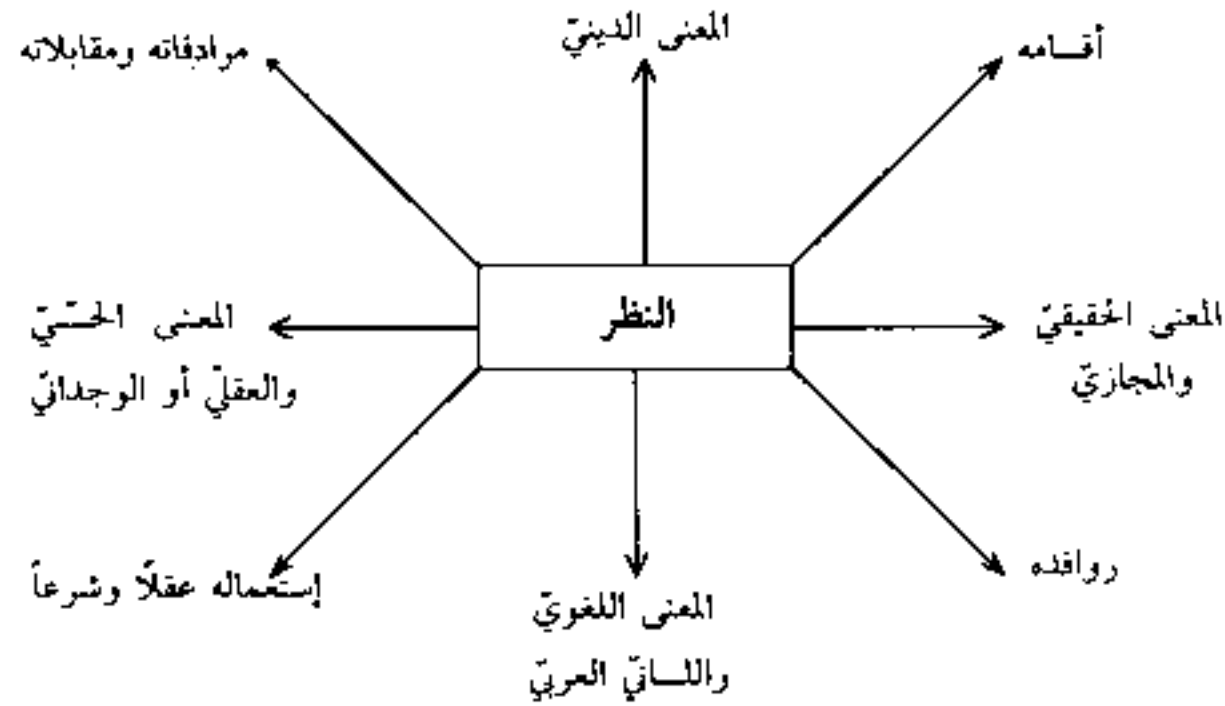 المعنى الدينيّ
أقسامه
مرادفاته ومقابلاته
النظر
المعنى الحقيقيّ
والمجازيّ
المعنى الحسّيّ
والعقليّ أو الوجدانيّ
روافده
إستعماله عقلًا وشرعاً
المعنى اللغويّ
واللسانيّ العربيّ